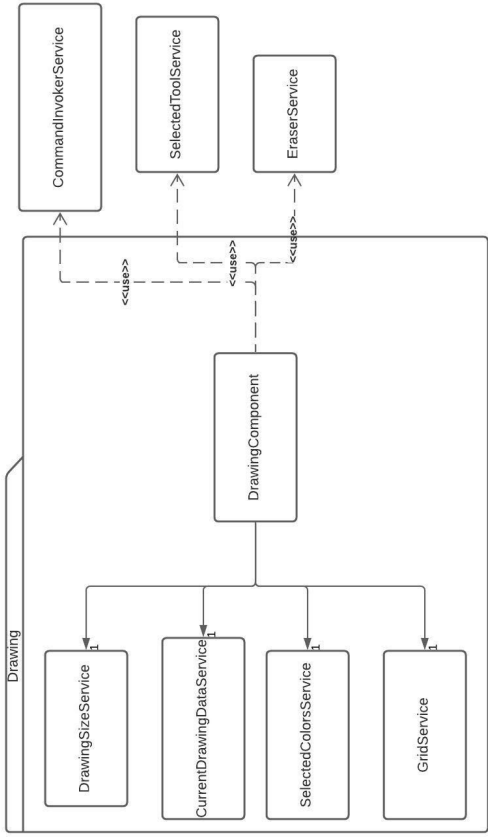 Drawing
DrawingSizeService
CurrentDrawingDataService
SelectedColorsService
GridService
1
1
1
1
DrawingComponent
<<use>>
<<use>>
<<use>>
CommandInvokerService
SelectedToolService
EraserService